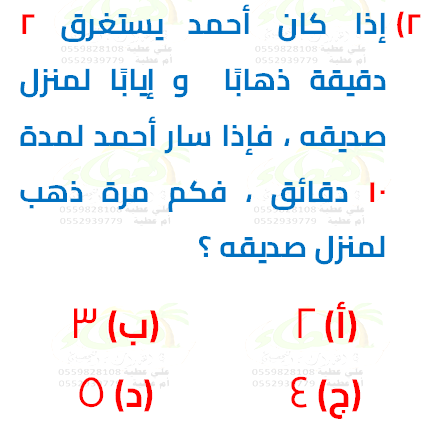 ٢) إذا كان أحمد يستغرق ٢
دقيقة ذهابًا و إيابًا لمنزل
صديقه ، فإذا سار أحمد لمدة
١٠ دقائق ، فكم مرة ذهب
لمنزل صديقه ؟
(أ) ٢ (ب) ٣
(ج) ٤ (د) ٥